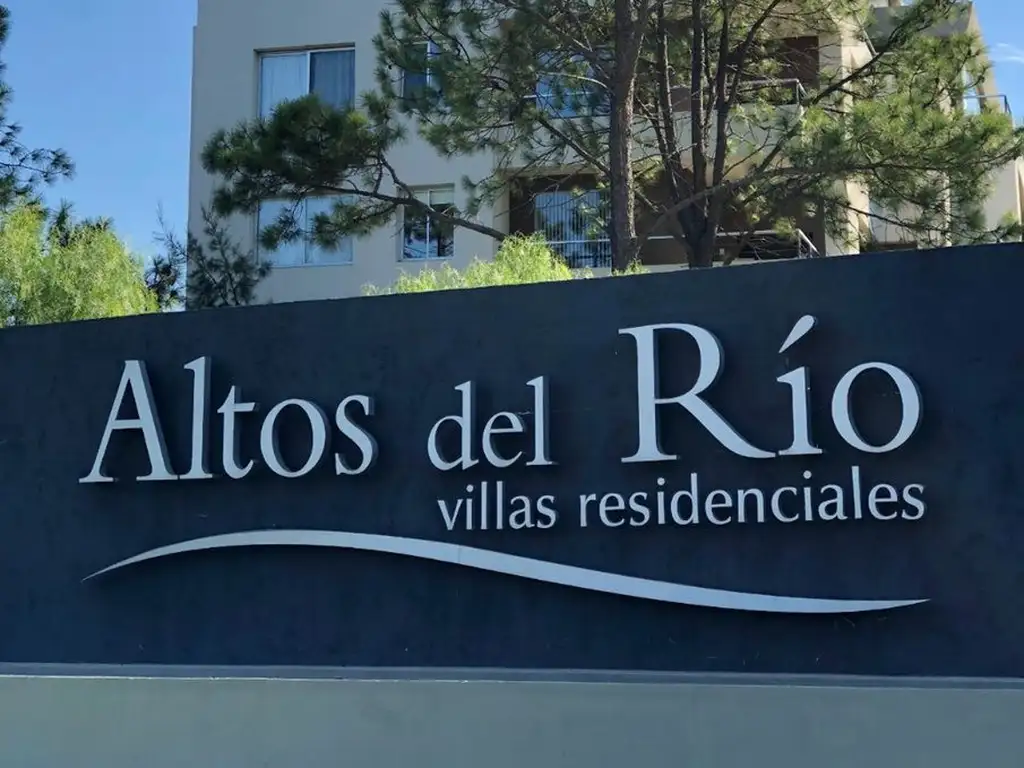 Altos del Río
villas residenciales